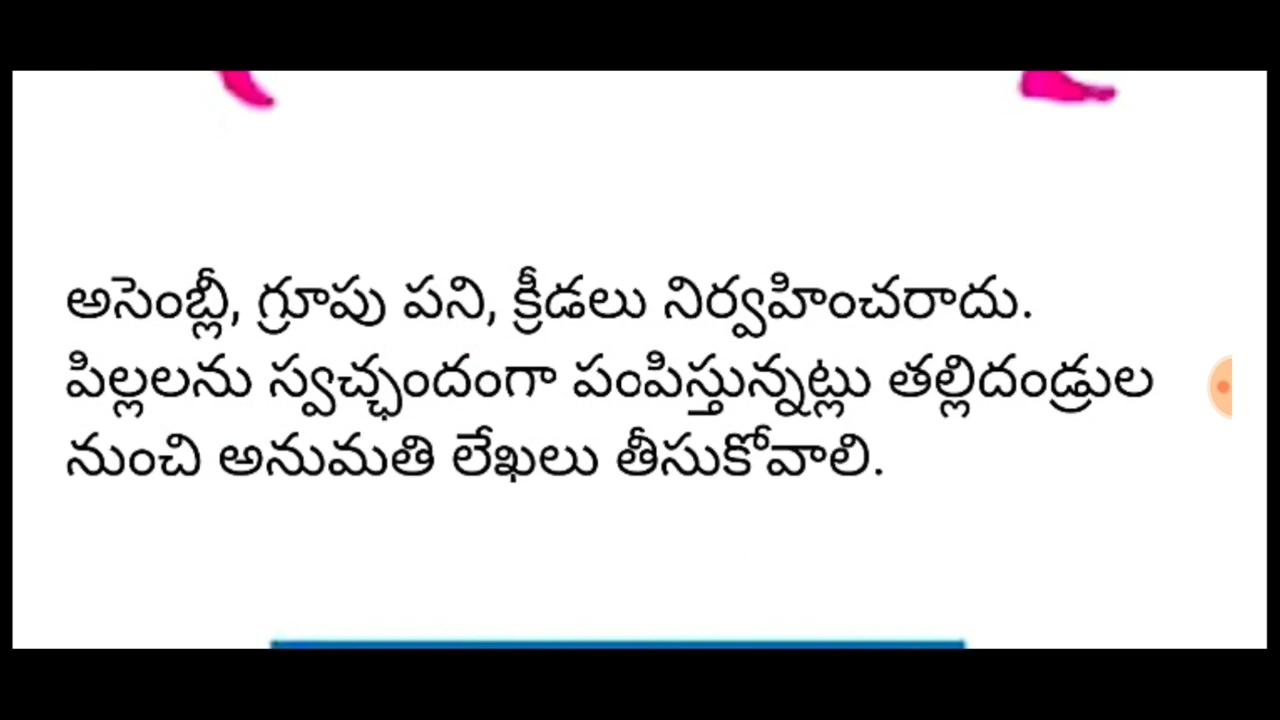 అసెంబ్లీ, గ్రూపు పని, క్రీడలు నిర్వహించరాదు.
పిల్లలను స్వచ్ఛందంగా పంపిస్తున్నట్లు తల్లిదండ్రుల
నుంచి అనుమతి లేఖలు తీసుకోవాలి.